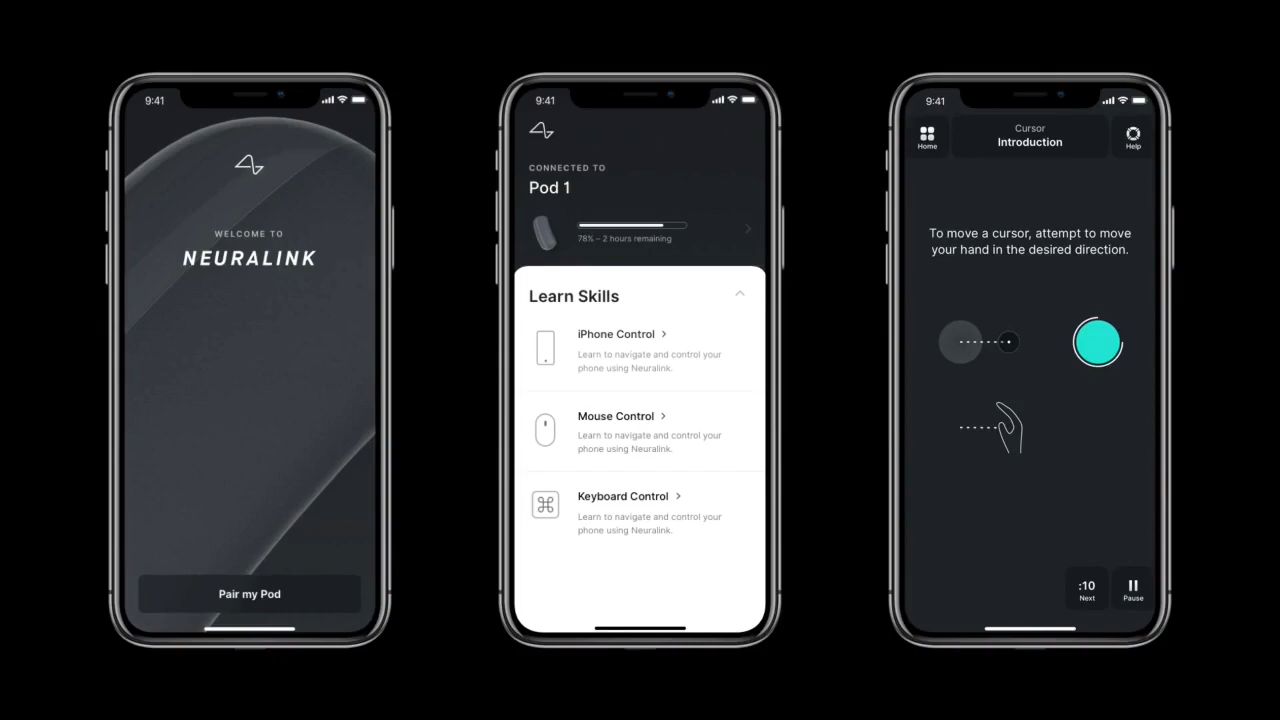 9:41
WELCOME TO
NEURALINK
Pair my Pod
9:41
CONNECTED TO
Pod 1
78% – 2 hours remaining
Learn Skills
iPhone Control
Learn to navigate and control your
phone using Neuralink.
Mouse Control
Learn to navigate and control your
phone using Neuralink.
Keyboard Control
Learn to navigate and control your
phone using Neuralink.
9:41
Home
Cursor
Introduction
Help
To move a cursor, attempt to move
your hand in the desired direction.
:10
Next
Pause